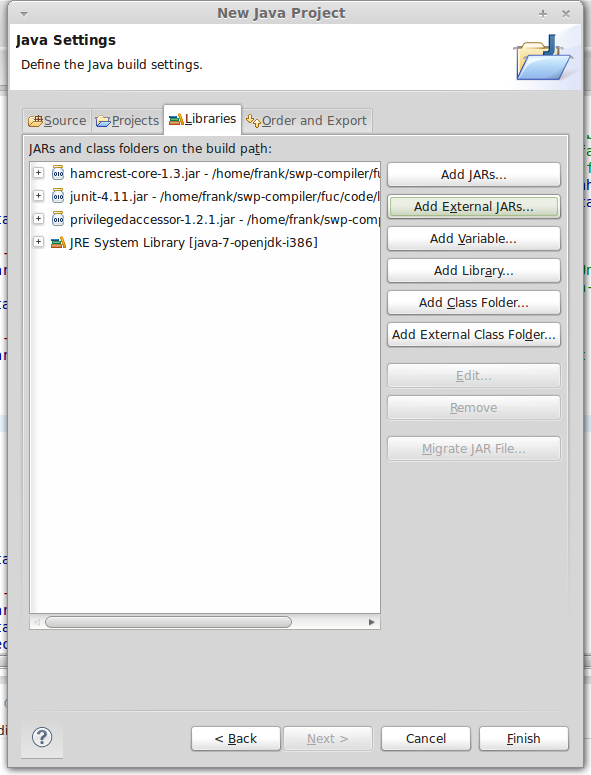 New Java Project
Java Settings
Define the Java build settings.
Source Projects Libraries Order and Export
JARs and class folders on the build path:
hamcrest-core-1.3.jar - /home/frank/swp-compiler/fu
junit-4.11.jar - /home/frank/swp-compiler/fuc/code/l
privilegedaccessor-1.2.1.jar - /home/frank/swp-comp
JRE System Library [java-7-openjdk-i386]
Add JARs...
Add External JARs...
Add Variable...
Add Library...
Add Class Folder...
Add External Class Folder...
Edit...
Remove
Migrate JAR File...
? < Back Next > Cancel Finish